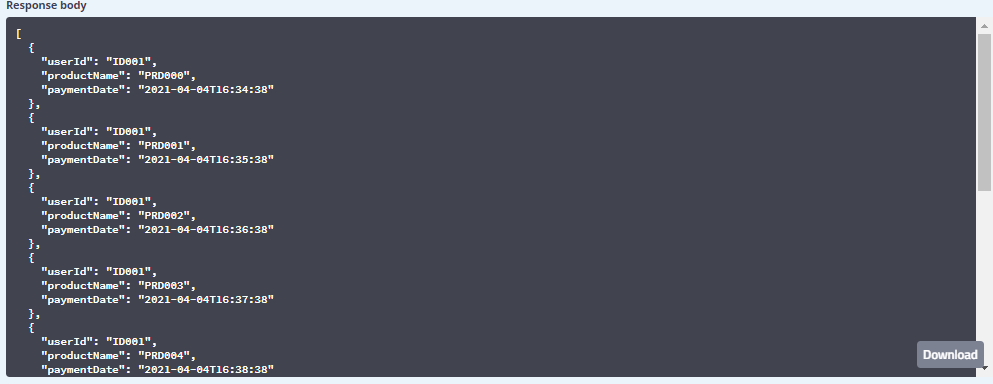 Response body
[
  {
    "userId": "ID001",
    "productName": "PRD000",
    "paymentDate": "2021-04-04T16:34:38"
  },
  {
    "userId": "ID001",
    "productName": "PRD001",
    "paymentDate": "2021-04-04T16:35:38"
  },
  {
    "userId": "ID001",
    "productName": "PRD002",
    "paymentDate": "2021-04-04T16:36:38"
  },
  {
    "userId": "ID001",
    "productName": "PRD003",
    "paymentDate": "2021-04-04T16:37:38"
  },
  {
    "userId": "ID001",
    "productName": "PRD004",
    "paymentDate": "2021-04-04T16:38:38"
Download